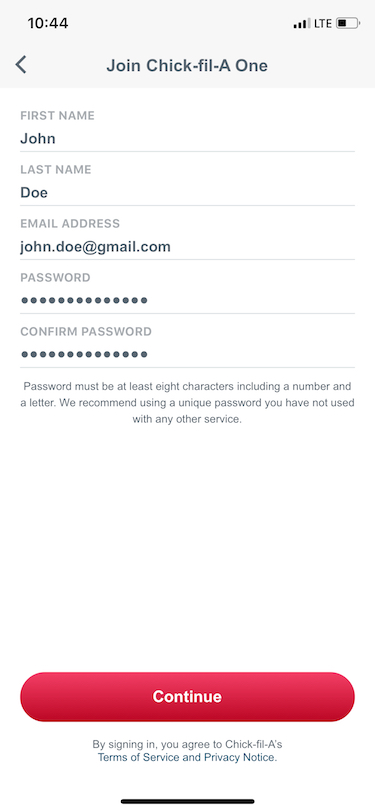 10:44 LTE
Join Chick-fil-A One
FIRST NAME
John
LAST NAME
Doe
EMAIL ADDRESS
john.doe@gmail.com
PASSWORD
••••••••••••••
CONFIRM PASSWORD
••••••••••••••
Password must be at least eight characters including a number and
a letter. We recommend using a unique password you have not used
with any other service.
Continue
By signing in, you agree to Chick-fil-A's
Terms of Service and Privacy Notice.